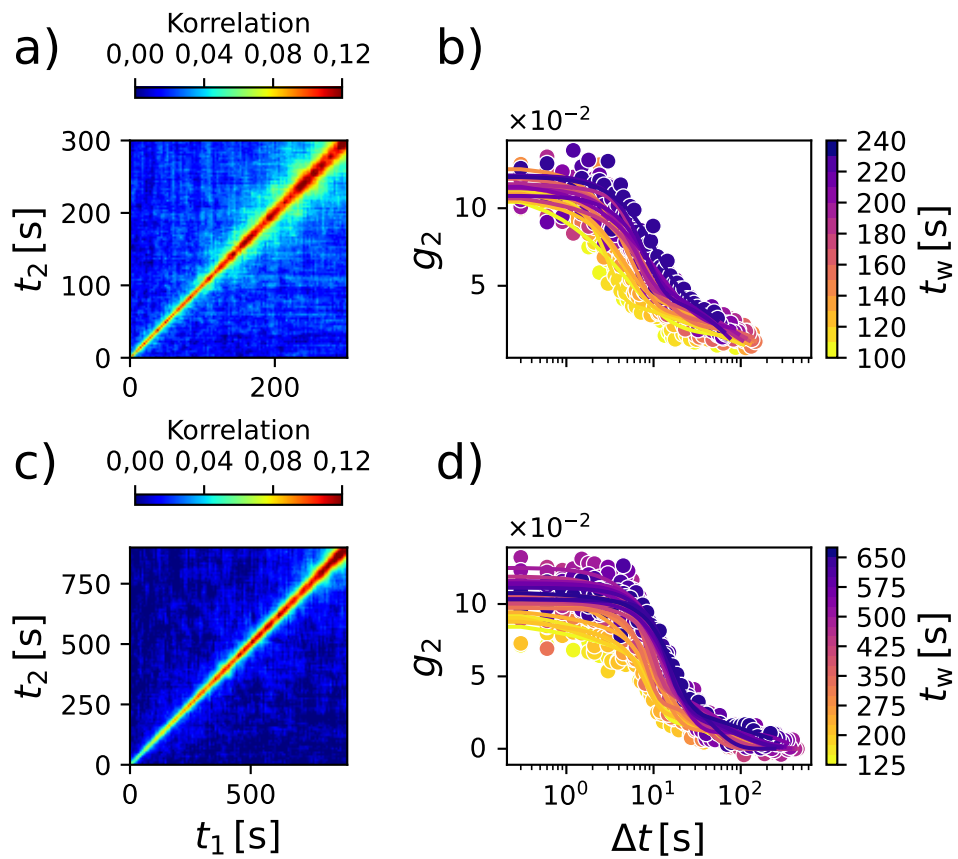 a)
Korrelation
0,00 0,04 0,08 0,12
300
200
100
0
t₂ [s]
0 200
b)
×10⁻²
10
5
g₂
240
220
200
180
160
140
120
100
t_w [s]
c)
Korrelation
0,00 0,04 0,08 0,12
750
500
250
0
t₂ [s]
0 500
t₁ [s]
d)
×10⁻²
10
5
0
g₂
10⁰ 10¹ 10²
Δt [s]
650
575
500
425
350
275
200
125
t_w [s]